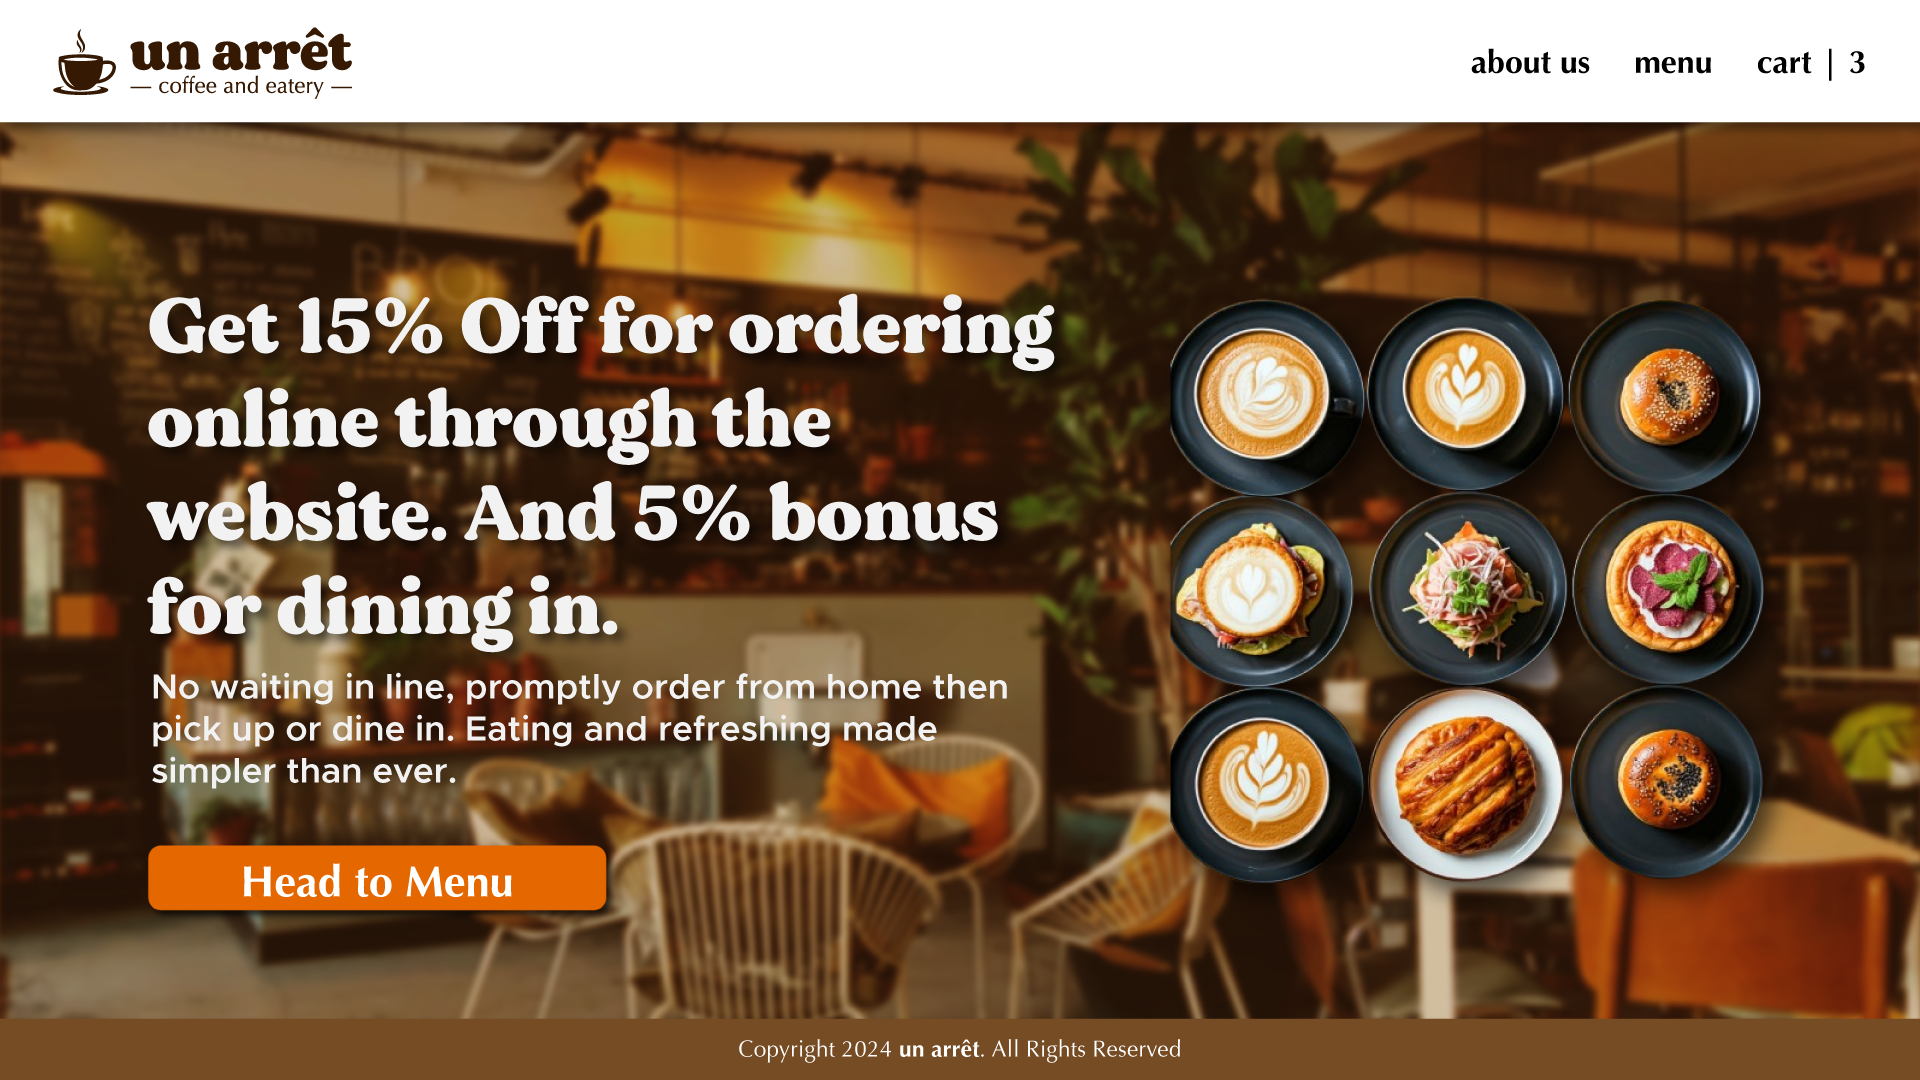 un arrêt
— coffee and eatery —
about us
menu
cart | 3
Get 15% Off for ordering
online through the
website. And 5% bonus
for dining in.
No waiting in line, promptly order from home then
pick up or dine in. Eating and refreshing made
simpler than ever.
Head to Menu
Copyright 2024 un arrêt. All Rights Reserved